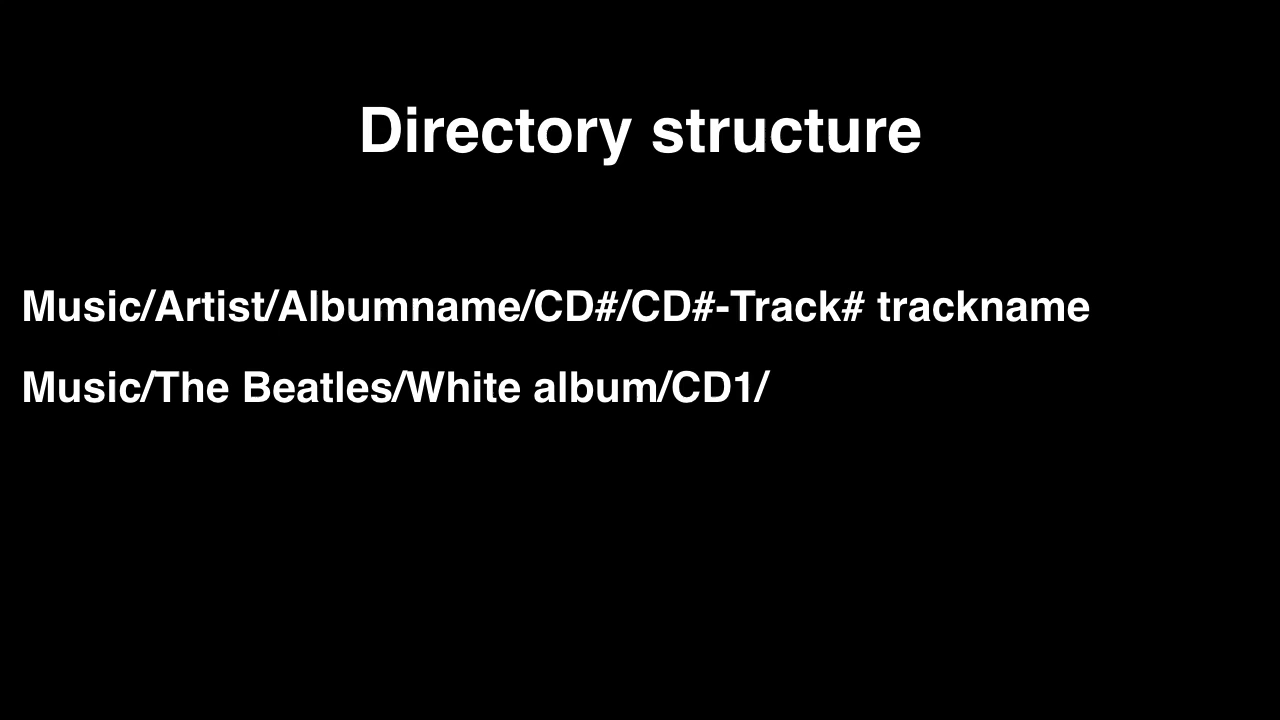 Directory structure
Music/Artist/Albumname/CD#/CD#-Track# trackname
Music/The Beatles/White album/CD1/